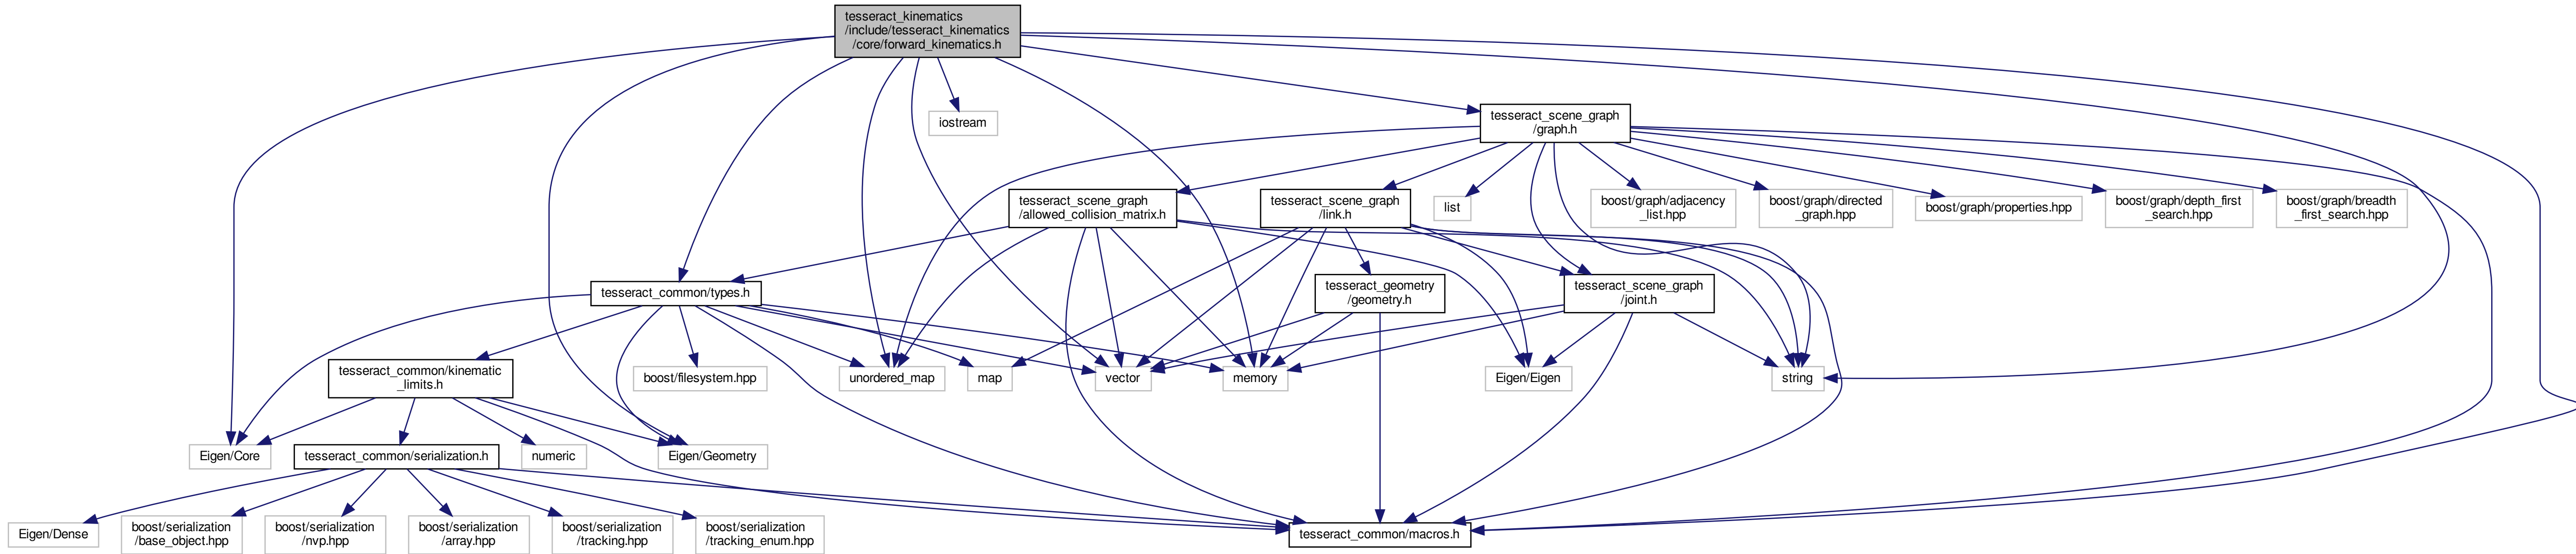 tesseract_kinematics
/include/tesseract_kinematics
/core/forward_kinematics.h
iostream
tesseract_scene_graph
/graph.h
tesseract_scene_graph
/allowed_collision_matrix.h
tesseract_scene_graph
/link.h
list
boost/graph/adjacency
_list.hpp
boost/graph/directed
_graph.hpp
boost/graph/properties.hpp
boost/graph/depth_first
_search.hpp
boost/graph/breadth
_first_search.hpp
tesseract_common/types.h
tesseract_geometry
/geometry.h
tesseract_scene_graph
/joint.h
tesseract_common/kinematic
_limits.h
boost/filesystem.hpp
unordered_map
map
vector
memory
Eigen/Eigen
string
Eigen/Core
tesseract_common/serialization.h
numeric
Eigen/Geometry
Eigen/Dense
boost/serialization
/base_object.hpp
boost/serialization
/nvp.hpp
boost/serialization
/array.hpp
boost/serialization
/tracking.hpp
boost/serialization
/tracking_enum.hpp
tesseract_common/macros.h